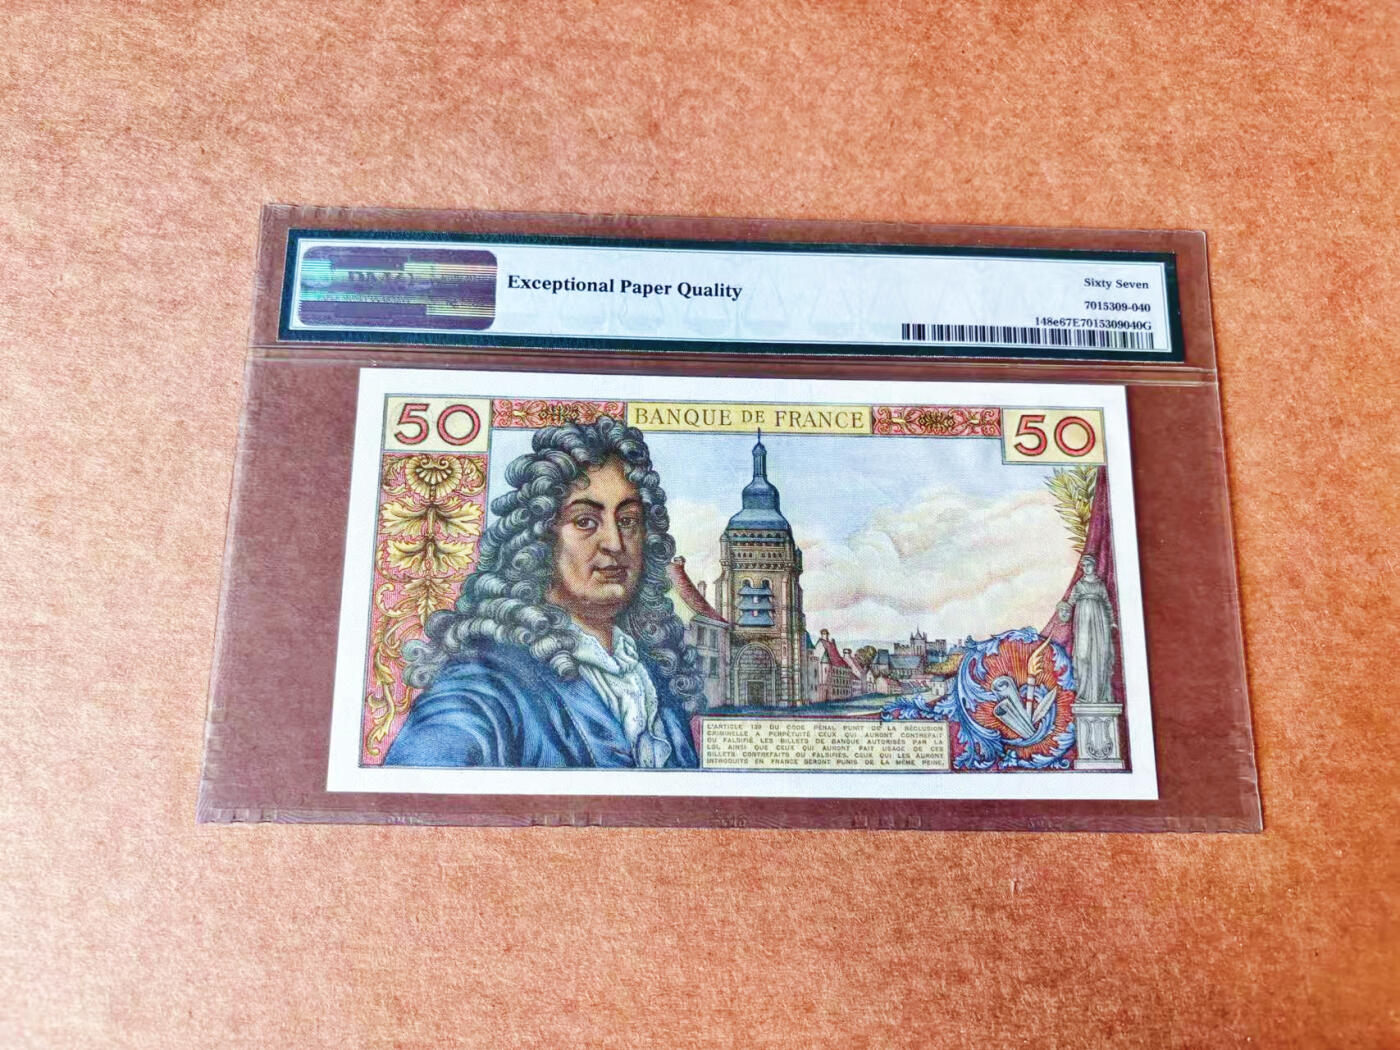 PMG
Exceptional Paper Quality
Sixty Seven
7015309-040
148e67E7015309040G
50
BANQUE DE FRANCE
50
L'ARTICLE 139 DU CODE PÉNAL PUNIT DE LA RÉCLUSION
CRIMINELLE A PERPÉTUITÉ CEUX QUI AURONT CONTREFAIT
OU FALSIFIÉ LES BILLETS DE BANQUE AUTORISÉS PAR LA
LOI, AINSI QUE CEUX QUI AURONT FAIT USAGE DE CES
BILLETS CONTREFAITS OU FALSIFIÉS, CEUX QUI LES AURONT
INTRODUITS EN FRANCE SERONT PUNIS DE LA MÊME PEINE.